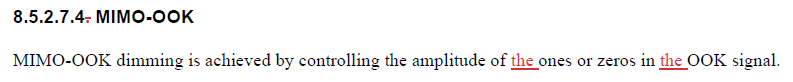 8.5.2.7.4. MIMO-OOK
MIMO-OOK dimming is achieved by controlling the amplitude of the ones or zeros in the OOK signal.